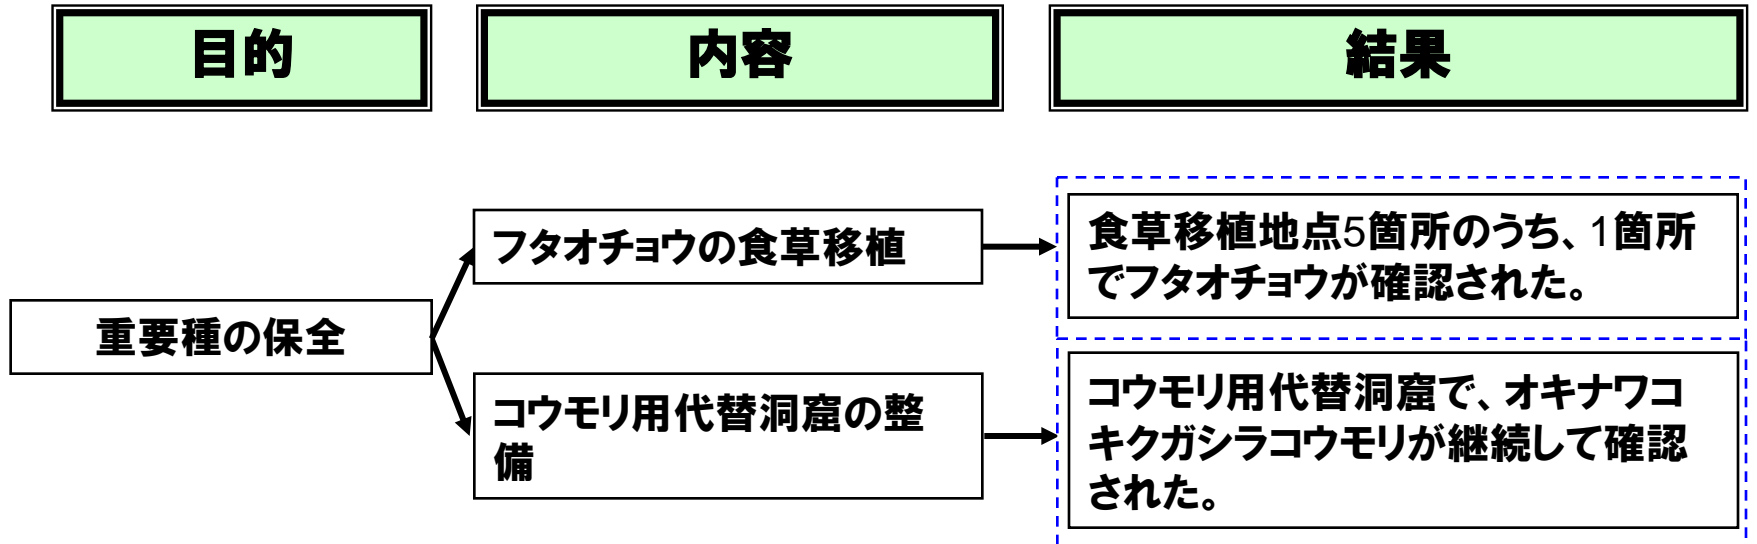 目的
内容
結果
重要種の保全
フタオチョウの食草移植
食草移植地点5箇所のうち、1箇所
でフタオチョウが確認された。
コウモリ用代替洞窟の整
備
コウモリ用代替洞窟で、オキナワコ
キクガシラコウモリが継続して確認
された。